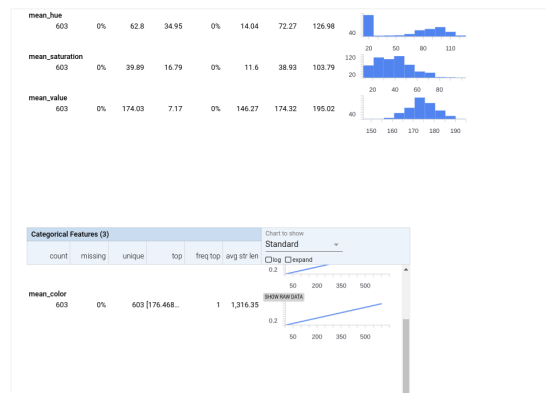 mean_hue
603 0% 62.8 34.95 0% 14.04 72.27 126.98
40
20 50 80 110
mean_saturation
603 0% 39.89 16.79 0% 11.6 38.93 103.79
120
20
20 40 60 80
mean_value
603 0% 174.03 7.17 0% 146.27 174.32 195.02
40
150 160 170 180 190
Categorical Features (3)
Chart to show
Standard
count missing unique top freq top avg str len
log expand
0.2
50 200 350 500
mean_color
603 0% 603 [176.468... 1 1,316.35
SHOW RAW DATA
0.2
50 200 350 500